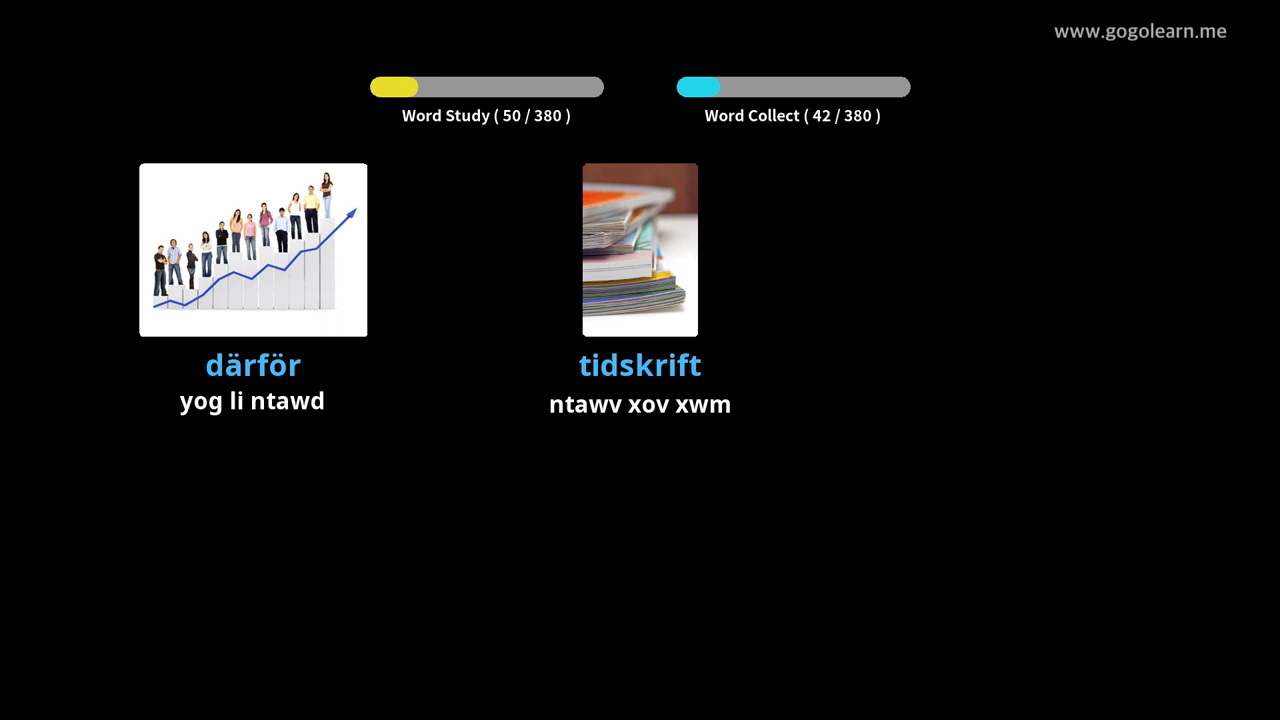 www.gogolearn.me
Word Study ( 50 / 380 )
Word Collect ( 42 / 380 )
därför
yog li ntawd
tidskrift
ntawv xov xwm